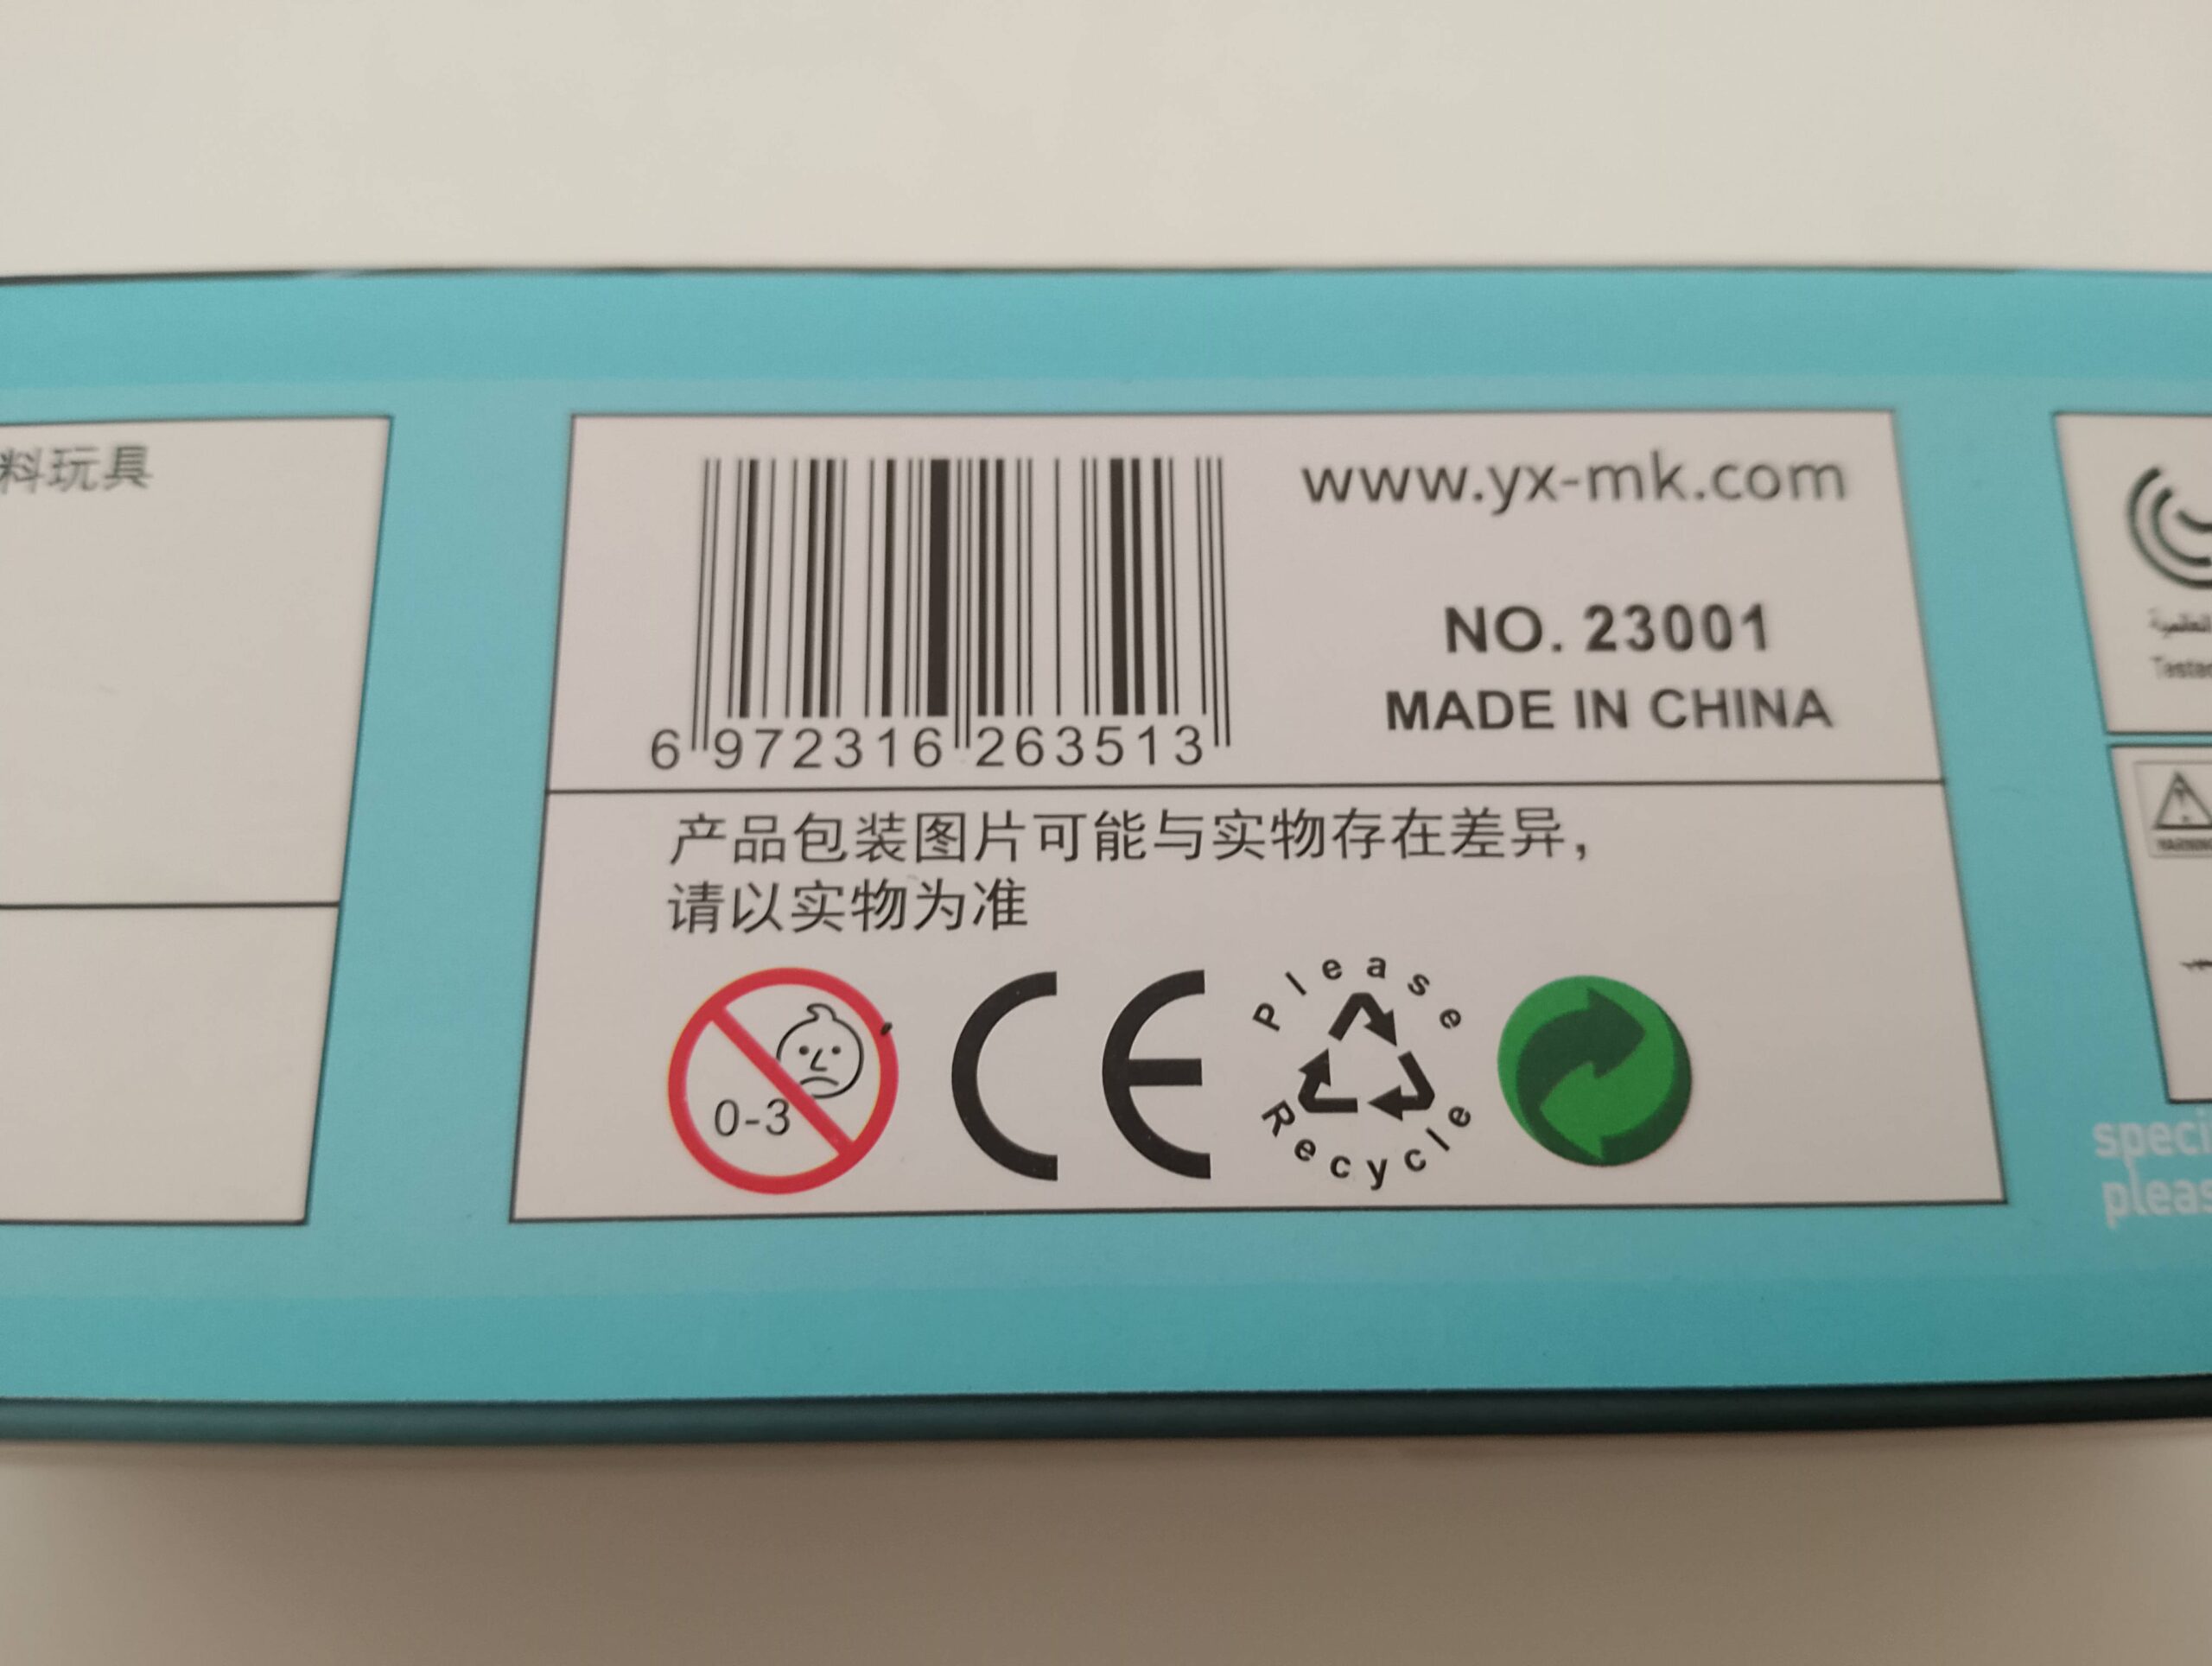 料玩具
www.yx-mk.com
NO. 23001
MADE IN CHINA
6 972316 263513
产品包装图片可能与实物存在差异，
请以实物为准
0-3
CE
Please
Recycle